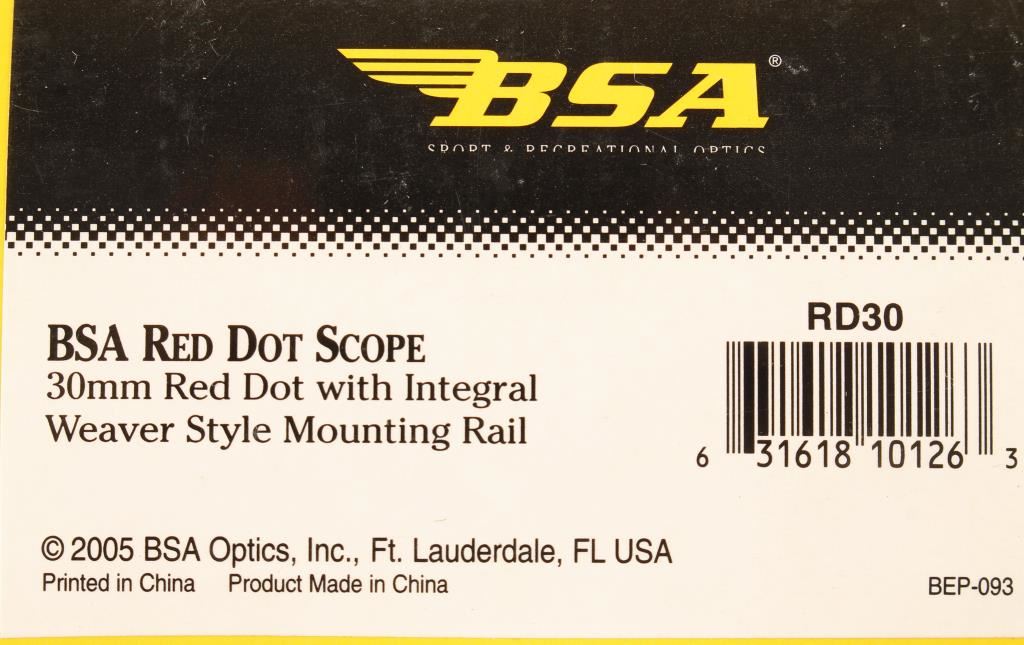 BSA®
SPORT & RECREATIONAL OPTICS
BSA RED DOT SCOPE
30mm Red Dot with Integral
Weaver Style Mounting Rail
RD30
6 31618 10126 3
© 2005 BSA Optics, Inc., Ft. Lauderdale, FL USA
Printed in China Product Made in China
BEP-093